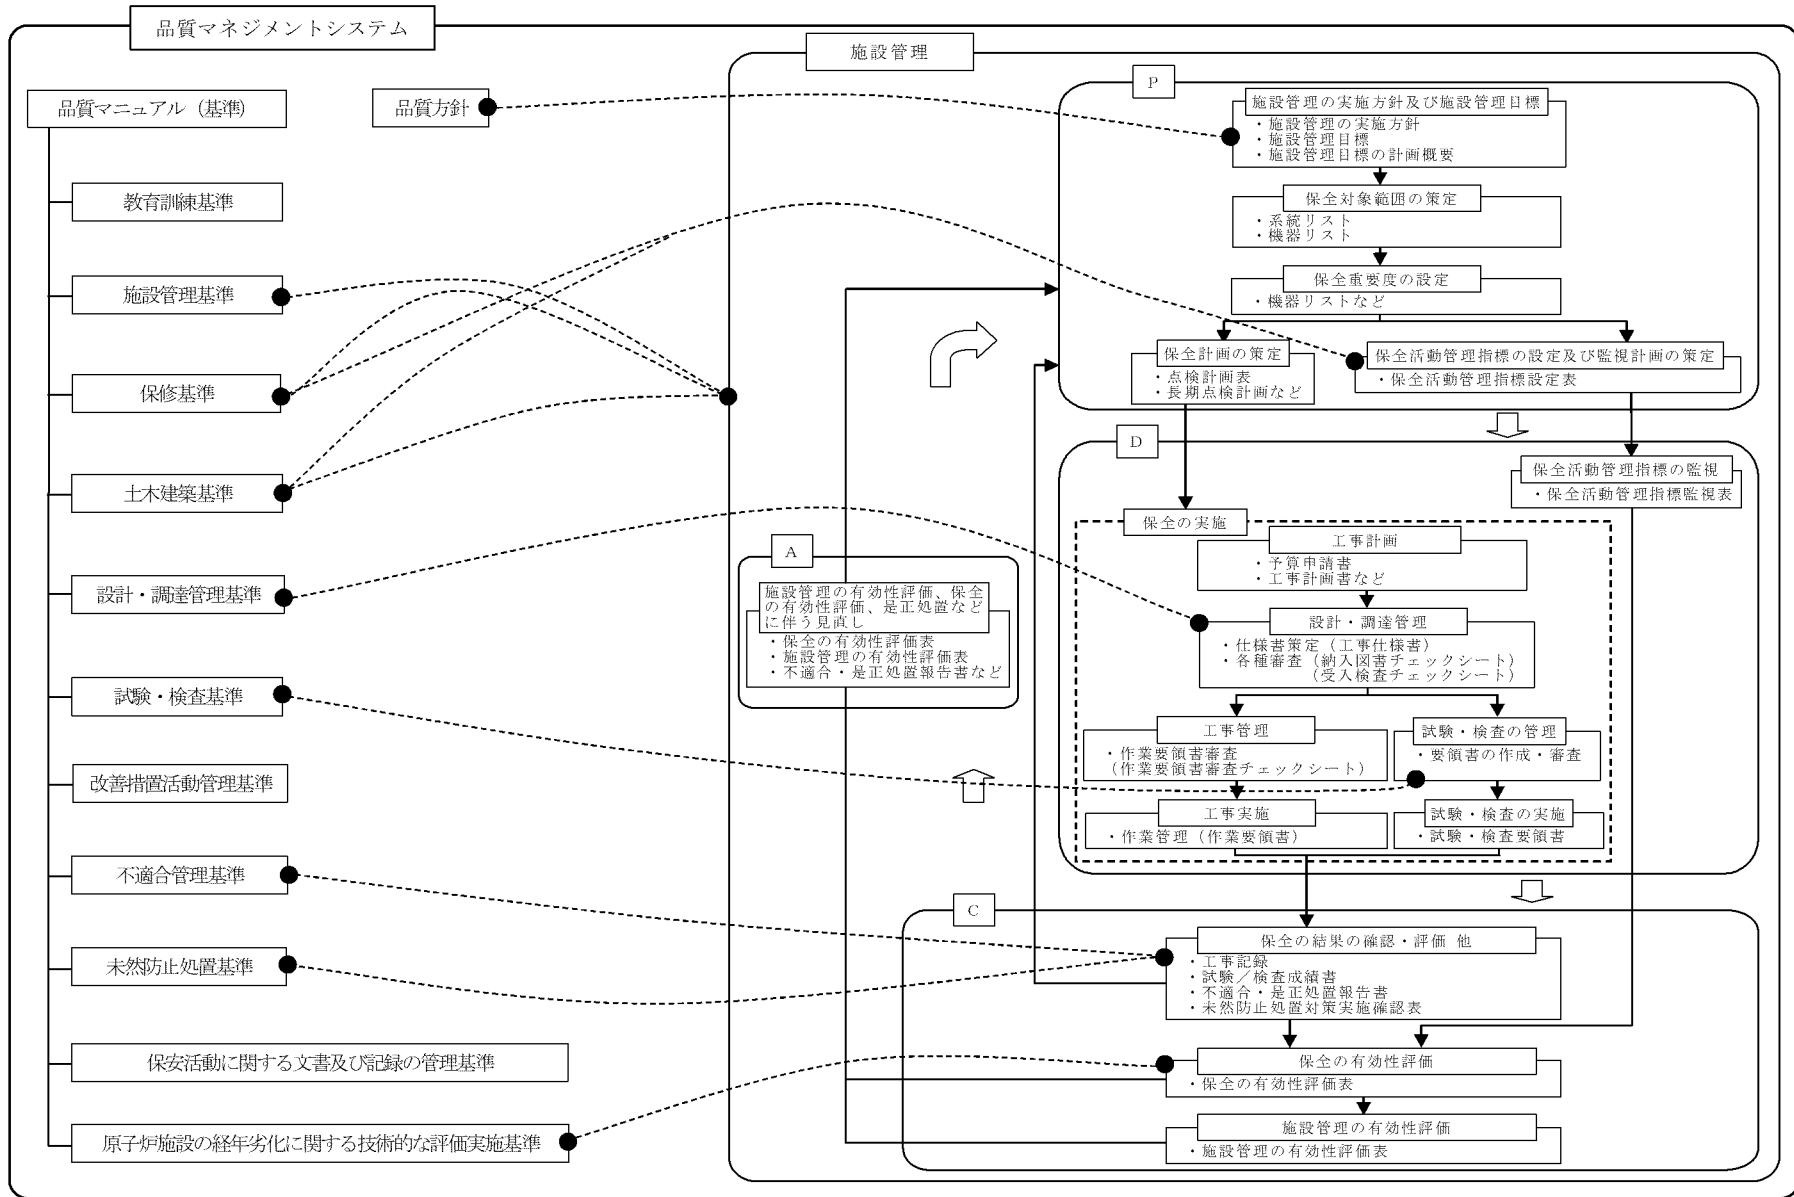 品質マネジメントシステム
品質マニュアル（基準）
品質方針
教育訓練基準
施設管理基準
保修基準
土木建築基準
設計・調達管理基準
試験・検査基準
改善措置活動管理基準
不適合管理基準
未然防止処置基準
保安活動に関する文書及び記録の管理基準
原子炉施設の経年劣化に関する技術的な評価実施基準
施設管理
P
施設管理の実施方針及び施設管理目標
・施設管理の実施方針
・施設管理目標
・施設管理目標の計画概要
保全対象範囲の策定
・系統リスト
・機器リスト
保全重要度の設定
・機器リストなど
保全計画の策定
・点検計画表
・長期点検計画など
保全活動管理指標の設定及び監視計画の策定
・保全活動管理指標設定表
D
保全活動管理指標の監視
・保全活動管理指標監視表
保全の実施
工事計画
・予算申請書
・工事計画書など
設計・調達管理
・仕様書策定（工事仕様書）
・各種審査（納入図書チェックシート）
（受入検査チェックシート）
工事管理
・作業要領書審査
（作業要領書審査チェックシート）
試験・検査の管理
・要領書の作成・審査
工事実施
・作業管理（作業要領書）
試験・検査の実施
・試験・検査要領書
A
施設管理の有効性評価、保全
の有効性評価、是正処置など
に伴う見直し
・保全の有効性評価表
・施設管理の有効性評価表
・不適合・是正処置報告書など
C
保全の結果の確認・評価 他
・工事記録
・試験／検査成績書
・不適合・是正処置報告書
・未然防止処置対策実施確認表
保全の有効性評価
・保全の有効性評価表
施設管理の有効性評価
・施設管理の有効性評価表